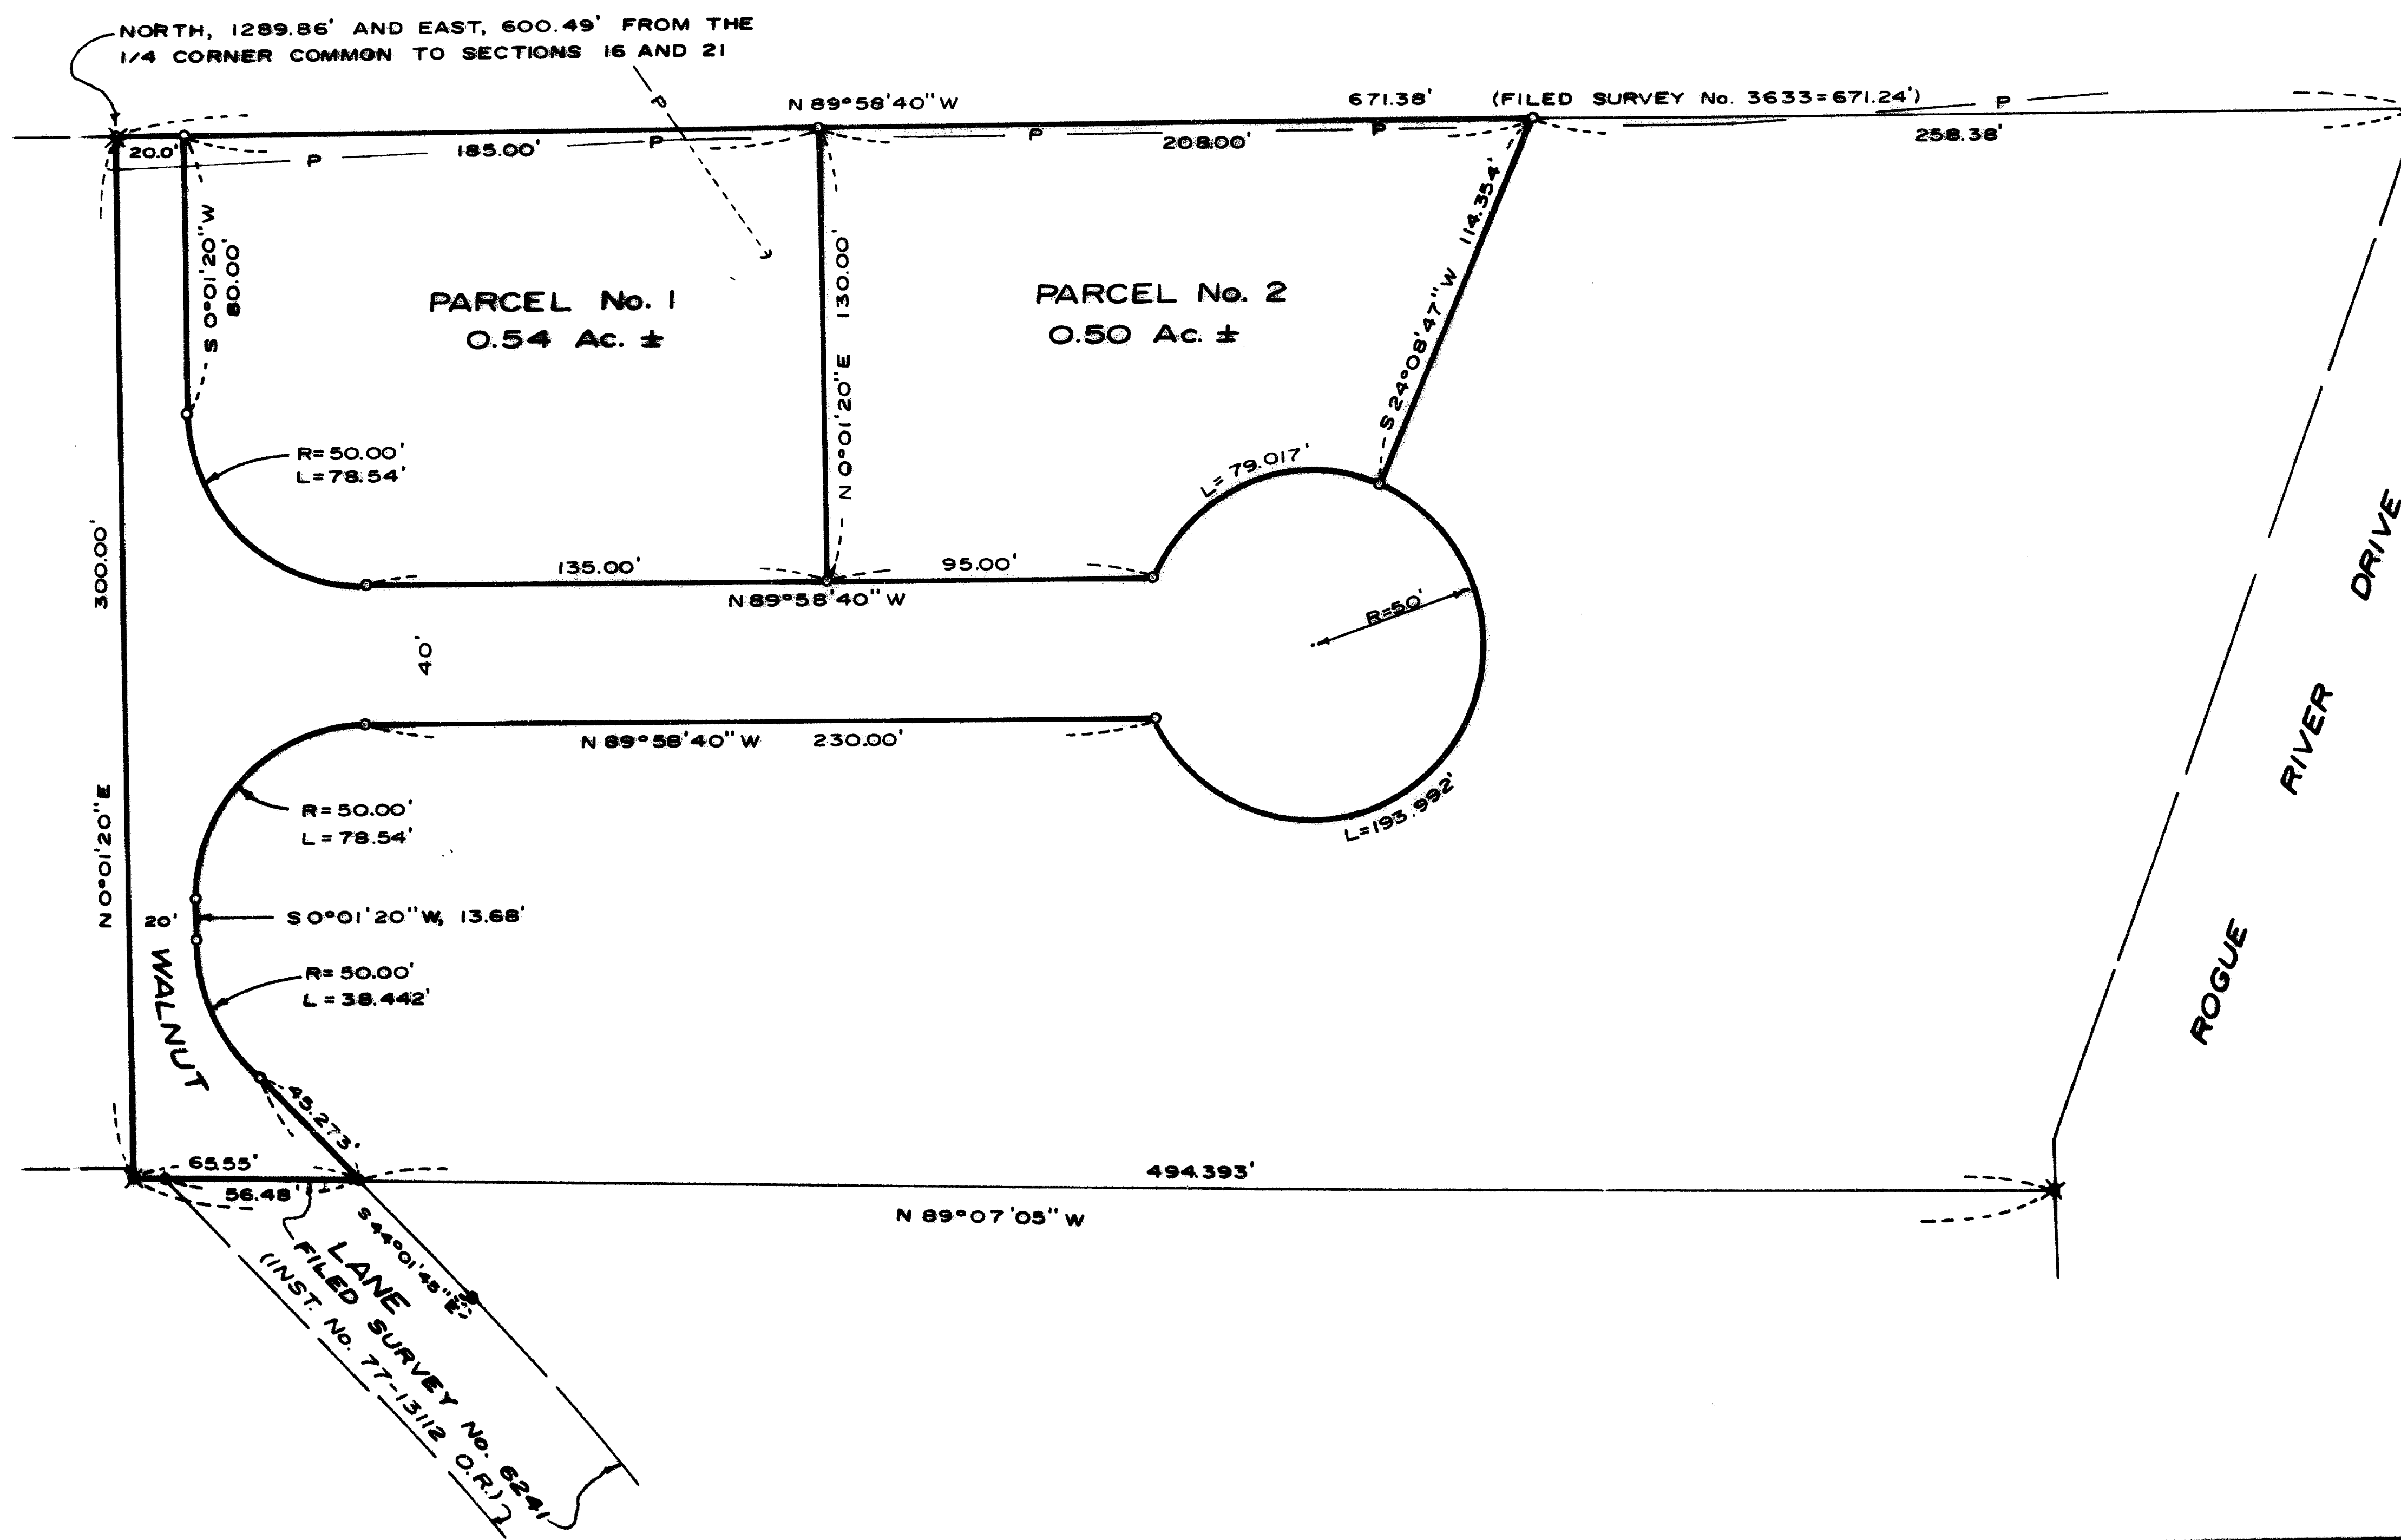 NORTH, 1289.86' AND EAST, 600.49' FROM THE
1/4 CORNER COMMON TO SECTIONS 16 AND 21
N 89°58'40" W
671.38' (FILED SURVEY No. 3633=671.24')
P
P
P
P
P
P
20.0'
185.00'
208.00'
258.38'
S 0°01'20" W
80.00'
PARCEL No. 1
0.54 Ac. ±
N 0°01'20" E 130.00'
PARCEL No. 2
0.50 Ac. ±
S 24°08'47" W 114.354'
R=50.00'
L=78.54'
L=79.017'
135.00'
95.00'
N 89°58'40" W
R=50'
40'
300.00'
N 0°01'20" E
N 89°58'40" W 230.00'
R=50.00'
L=78.54'
L=193.992'
20'
S 0°01'20" W, 13.68'
R=50.00'
L=38.442'
WALNUT
LANE
45.273'
65.55'
56.48'
494.393'
N 89°07'05" W
S 44°01'45" E
FILED SURVEY No. 6241
(INST. No. 77-13112 O.R.)
ROGUE RIVER DRIVE